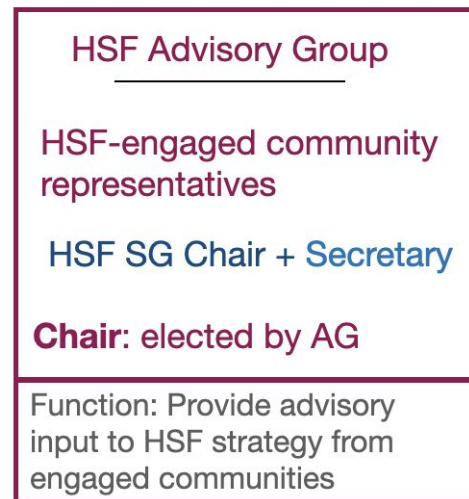 HSF Advisory Group
HSF-engaged community
representatives
HSF SG Chair + Secretary
Chair: elected by AG
Function: Provide advisory
input to HSF strategy from
engaged communities